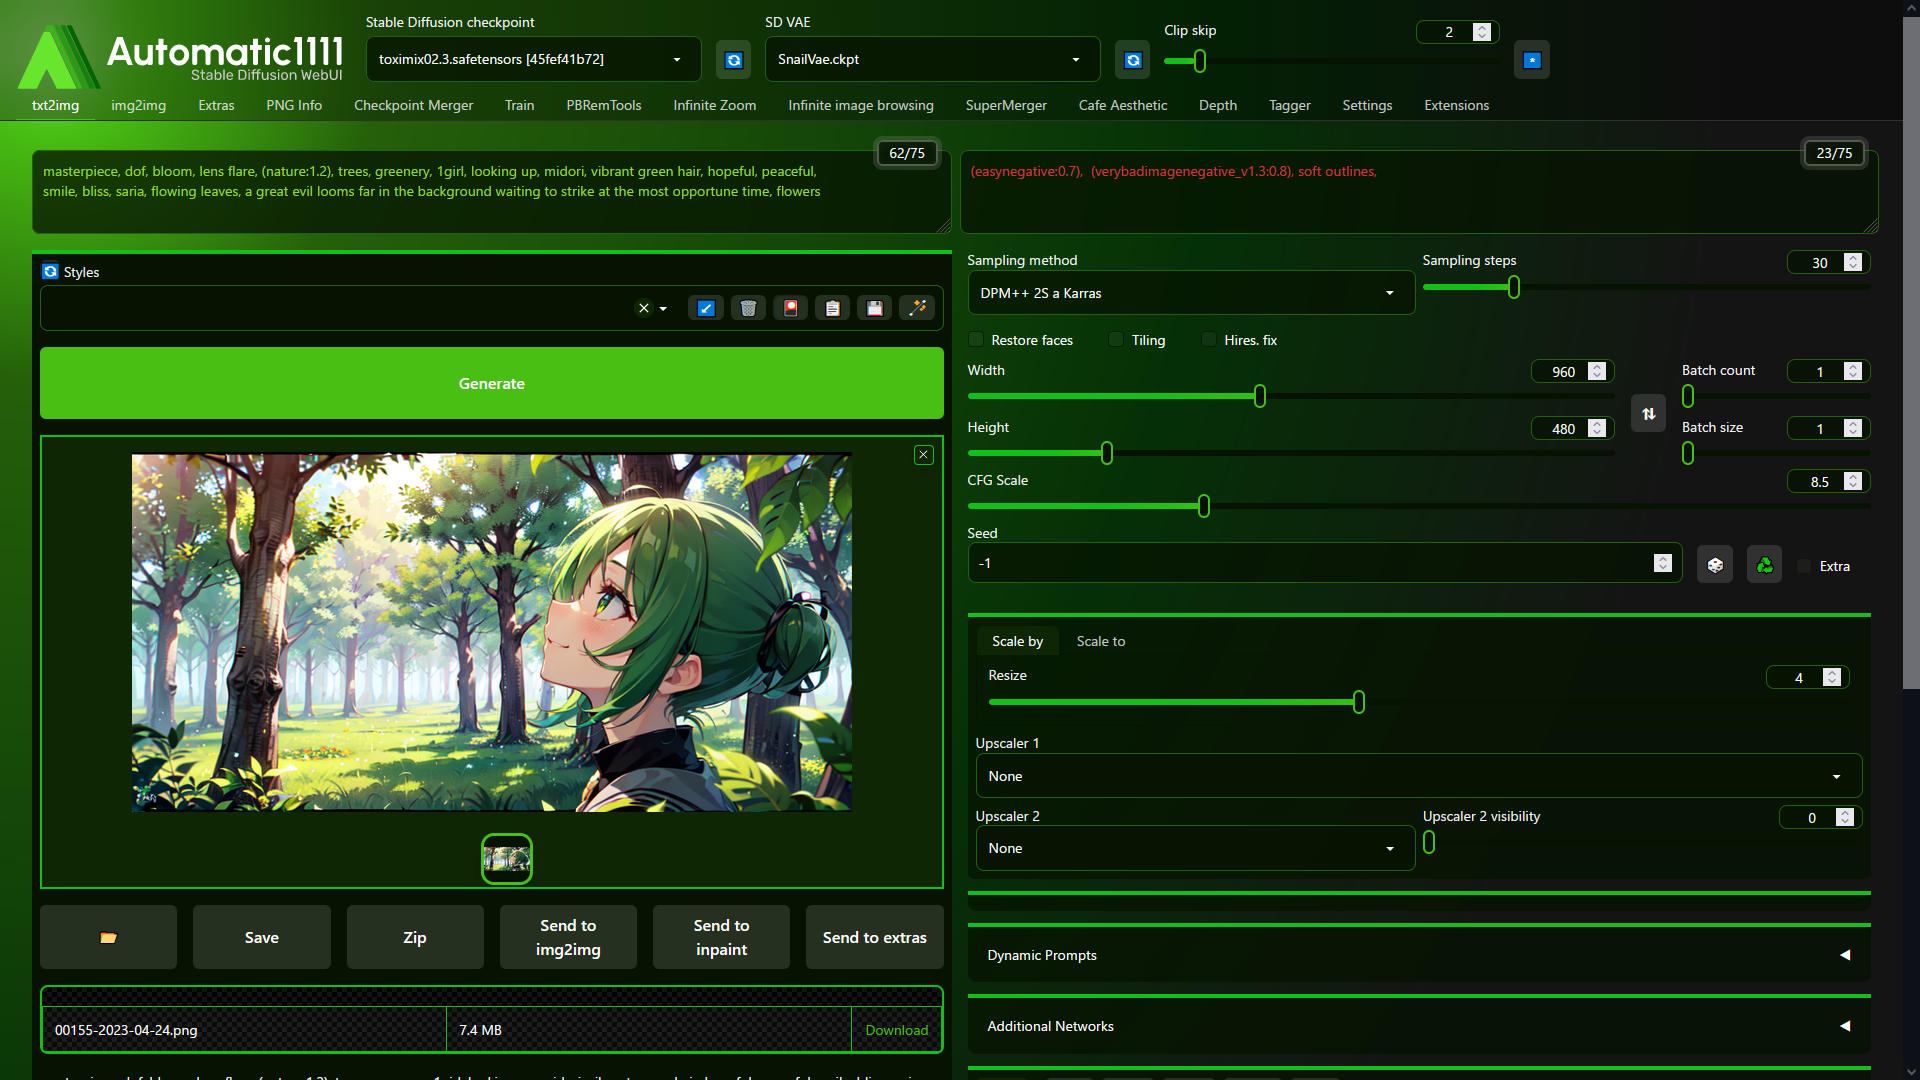 Automatic1111
Stable Diffusion WebUI
Stable Diffusion checkpoint
toximix02.3.safetensors [45fef41b72]
SD VAE
SnailVae.ckpt
Clip skip
2
txt2img img2img Extras PNG Info Checkpoint Merger Train PBRemTools Infinite Zoom Infinite image browsing SuperMerger Cafe Aesthetic Depth Tagger Settings Extensions
62/75
masterpiece, dof, bloom, lens flare, (nature:1.2), trees, greenery, 1girl, looking up, midori, vibrant green hair, hopeful, peaceful,
smile, bliss, saria, flowing leaves, a great evil looms far in the background waiting to strike at the most opportune time, flowers
23/75
(easynegative:0.7), (verybadimagenegative_v1.3:0.8), soft outlines,
Styles
Generate
Save
Zip
Send to
img2img
Send to
inpaint
Send to extras
00155-2023-04-24.png 7.4 MB Download
Sampling method
DPM++ 2S a Karras
Sampling steps
30
Restore faces Tiling Hires. fix
Width
960
Batch count
1
Height
480
Batch size
1
CFG Scale
8.5
Seed
-1
Extra
Scale by Scale to
Resize
4
Upscaler 1
None
Upscaler 2
None
Upscaler 2 visibility
0
Dynamic Prompts
Additional Networks